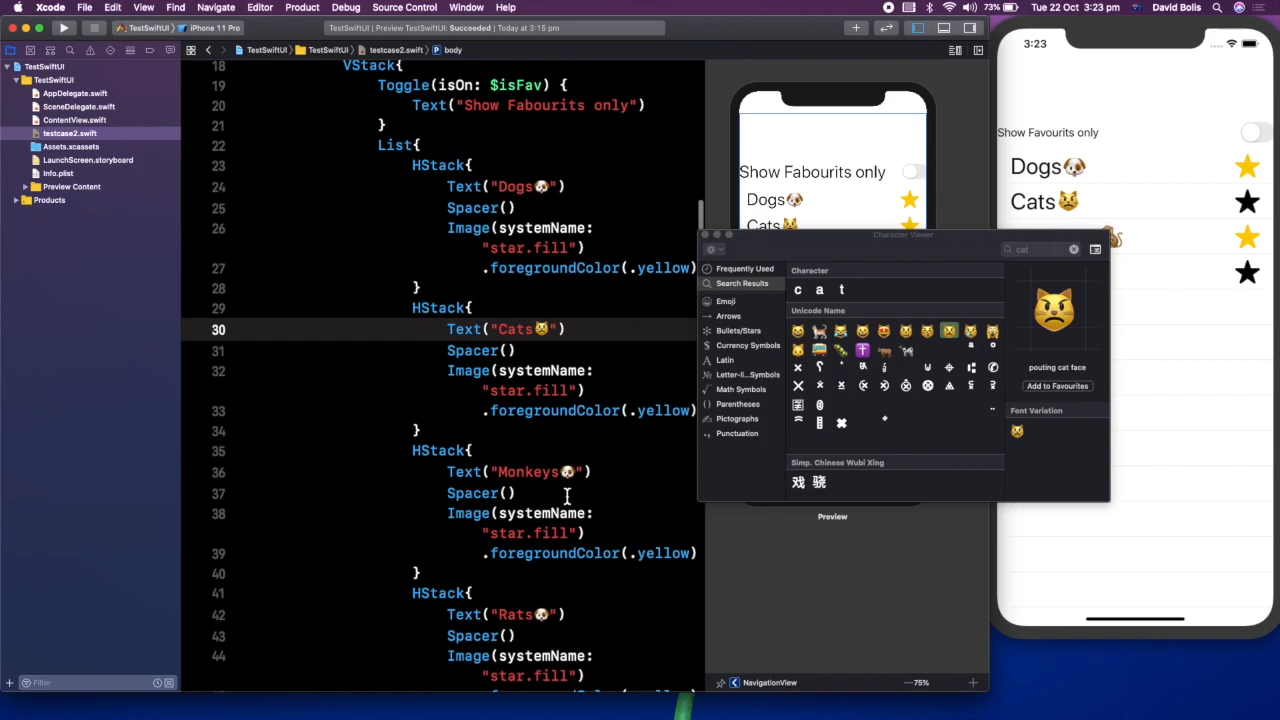 Xcode File Edit View Find Navigate Editor Product Debug Source Control Window Help 73% Tue 22 Oct 3:23 pm David Bolis
TestSwiftUI iPhone 11 Pro TestSwiftUI | Preview TestSwiftUI: Succeeded | Today at 3:15 pm
TestSwiftUI TestSwiftUI testcase2.swift body
TestSwiftUI
TestSwiftUI
AppDelegate.swift
SceneDelegate.swift
ContentView.swift
testcase2.swift
Assets.xcassets
LaunchScreen.storyboard
Info.plist
Preview Content
Products
Filter
18 VStack{
19 Toggle(isOn: $isFav) {
20 Text("Show Fabourits only")
21 }
22 List{
23 HStack{
24 Text("Dogs🐶")
25 Spacer()
26 Image(systemName:
"star.fill")
27 .foregroundColor(.yellow)
28 }
29 HStack{
30 Text("Cats😾")
31 Spacer()
32 Image(systemName:
"star.fill")
33 .foregroundColor(.yellow)
34 }
35 HStack{
36 Text("Monkeys🐶")
37 Spacer()
38 Image(systemName:
"star.fill")
39 .foregroundColor(.yellow)
40 }
41 HStack{
42 Text("Rats🐶")
43 Spacer()
44 Image(systemName:
"star.fill")
Show Fabourits only
Dogs🐶
Cats😾
Preview
NavigationView
75%
Character Viewer
cat
Frequently Used
Search Results
Emoji
Arrows
Bullets/Stars
Currency Symbols
Latin
Letter-li...Symbols
Math Symbols
Parentheses
Pictographs
Punctuation
Character
c a t
Unicode Name
Simp. Chinese Wubi Xing
戏 骁
pouting cat face
Add to Favourites
Font Variation
3:23
Show Favourites only
Dogs🐶
Cats😾